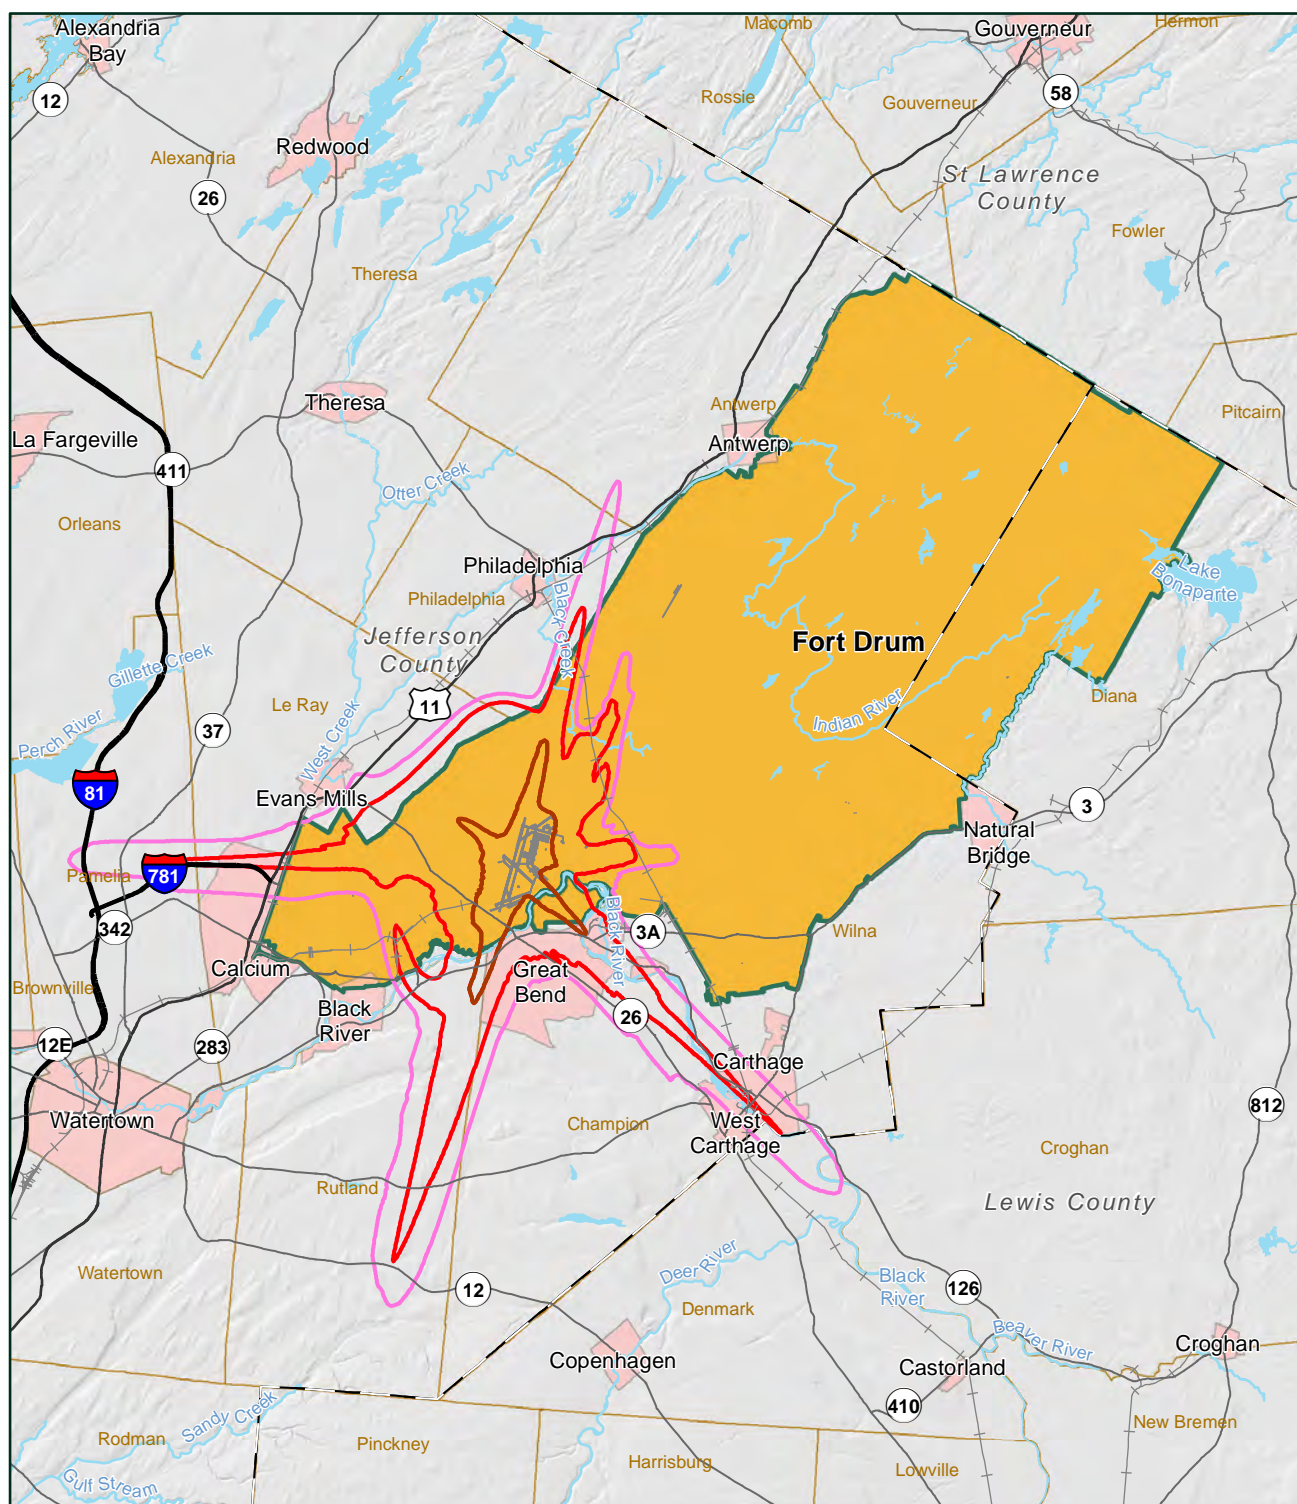 Alexandria
Bay
Macomb
Gouverneur
Hermon
12
Rossie
Gouverneur
58
Redwood
Alexandria
St Lawrence
County
26
Fowler
Theresa
Theresa
Antwerp
Pitcairn
La Fargeville
Antwerp
411
Otter Creek
Orleans
Philadelphia
Lake
Bonaparte
Philadelphia
Black Creek
Jefferson
County
Fort Drum
Gillette Creek
Diana
Le Ray
11
Indian River
Perch River
37
West Creek
81
Evans Mills
3
Natural
Bridge
Pamelia
781
342
Black River
3A
Wilna
Calcium
Great
Bend
Brownville
Black
River
26
12E
283
Carthage
812
Watertown
Champion
West
Carthage
Croghan
Rutland
Lewis County
Watertown
Deer River
12
Black
River
126
Denmark
Beaver River
Copenhagen
Castorland
Croghan
410
Sandy Creek
New Bremen
Rodman
Pinckney
Harrisburg
Lowville
Gulf Stream